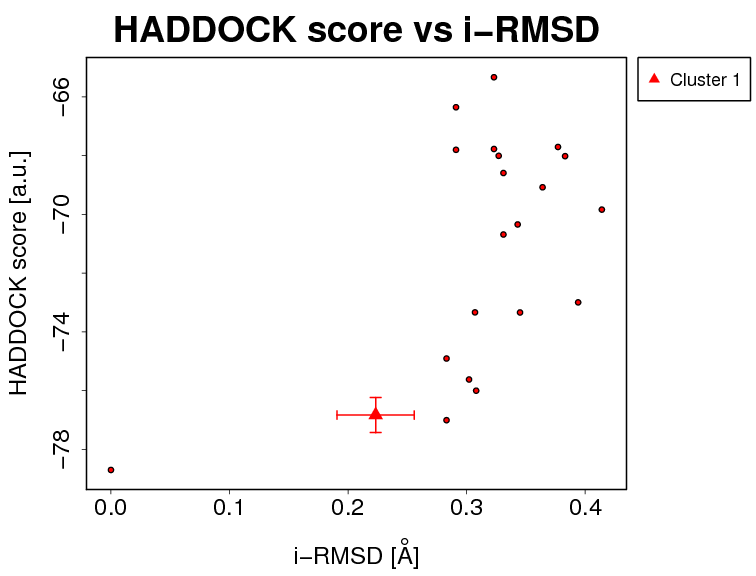 HADDOCK score vs i−RMSD
Cluster 1
HADDOCK score [a.u.]
−66
−70
−74
−78
0.0 0.1 0.2 0.3 0.4
i−RMSD [Å]